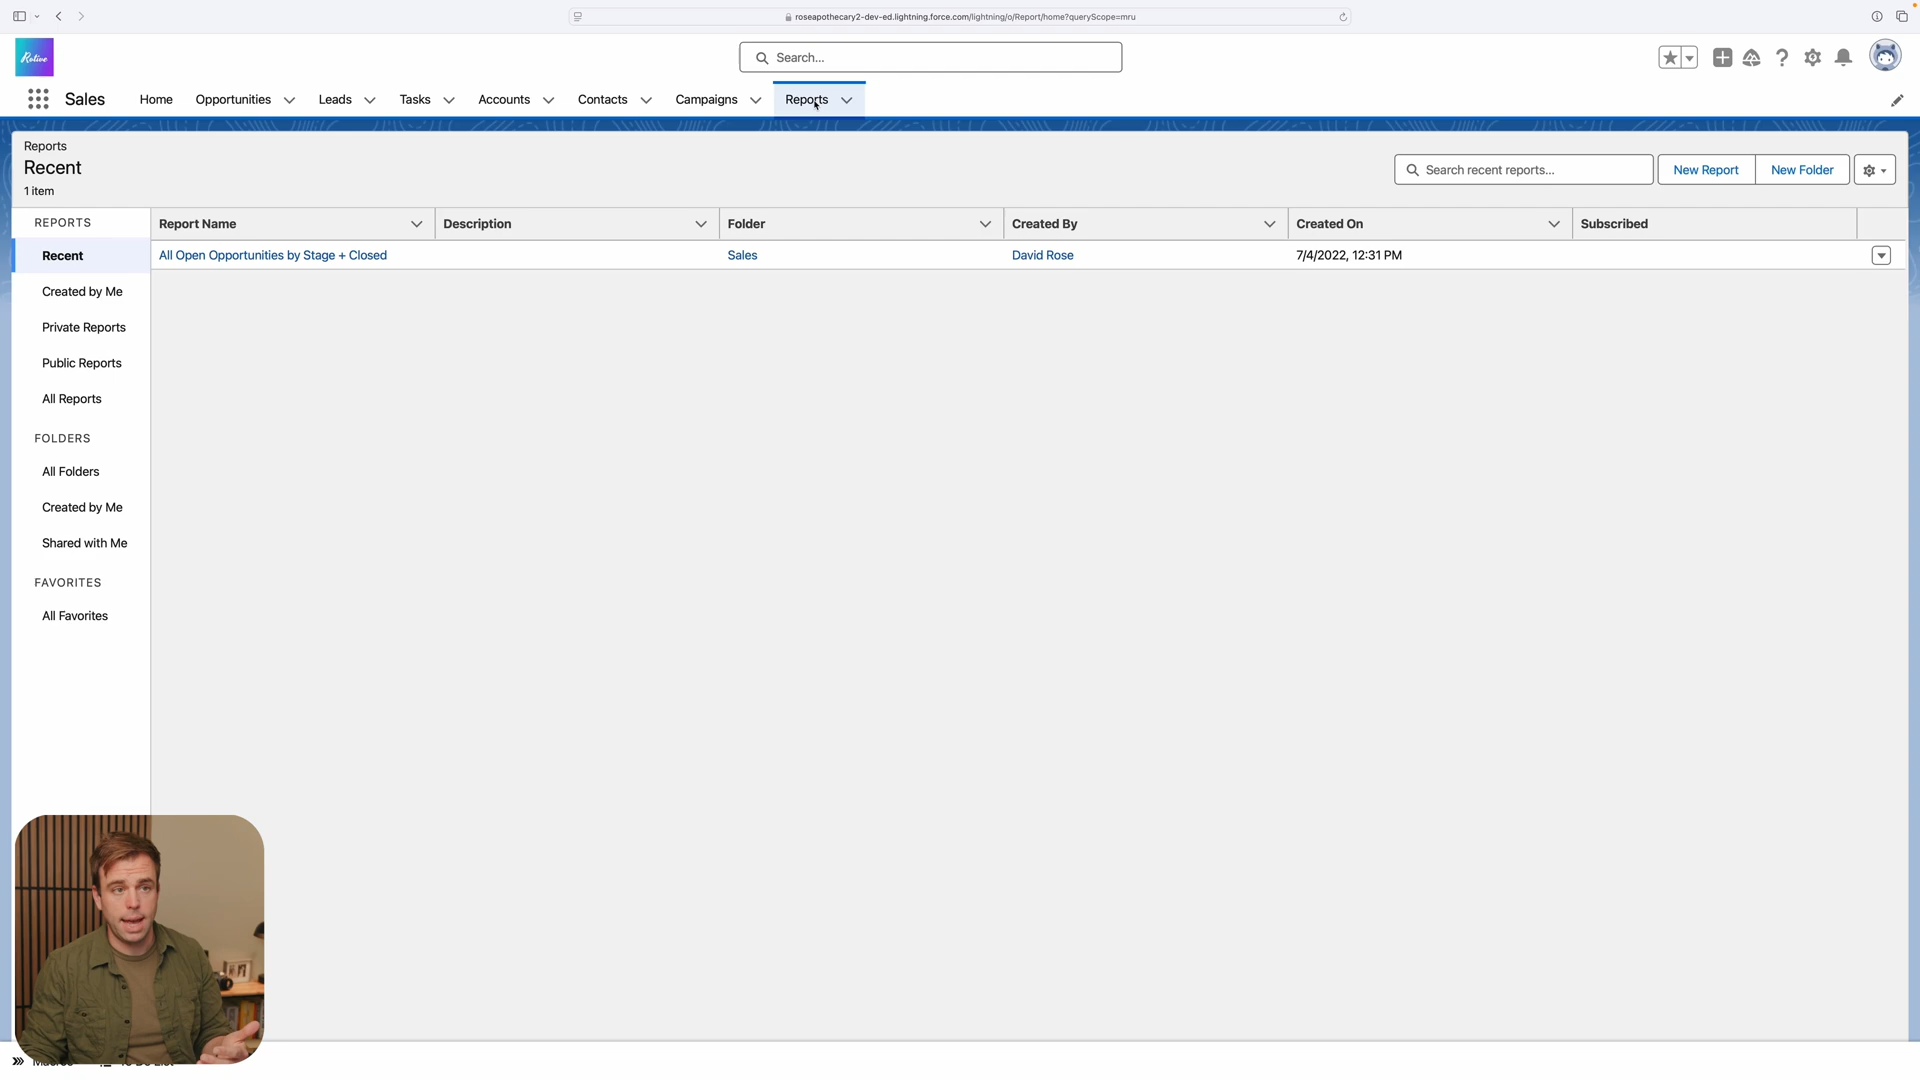 roseapothecary2-dev-ed.lightning.force.com/lightning/o/Report/home?queryScope=mru
Rotive
Search...
Sales
Home
Opportunities
Leads
Tasks
Accounts
Contacts
Campaigns
Reports
Reports
Recent
1 item
Search recent reports...
New Report
New Folder
REPORTS
Recent
Created by Me
Private Reports
Public Reports
All Reports
FOLDERS
All Folders
Created by Me
Shared with Me
FAVORITES
All Favorites
Report Name
Description
Folder
Created By
Created On
Subscribed
All Open Opportunities by Stage + Closed
Sales
David Rose
7/4/2022, 12:31 PM